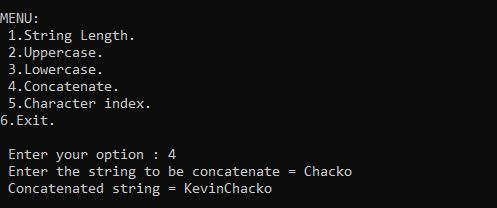 MENU:
1.String Length.
2.Uppercase.
3.Lowercase.
4.Concatenate.
5.Character index.
6.Exit.
Enter your option : 4
Enter the string to be concatenate = Chacko
Concatenated string = KevinChacko